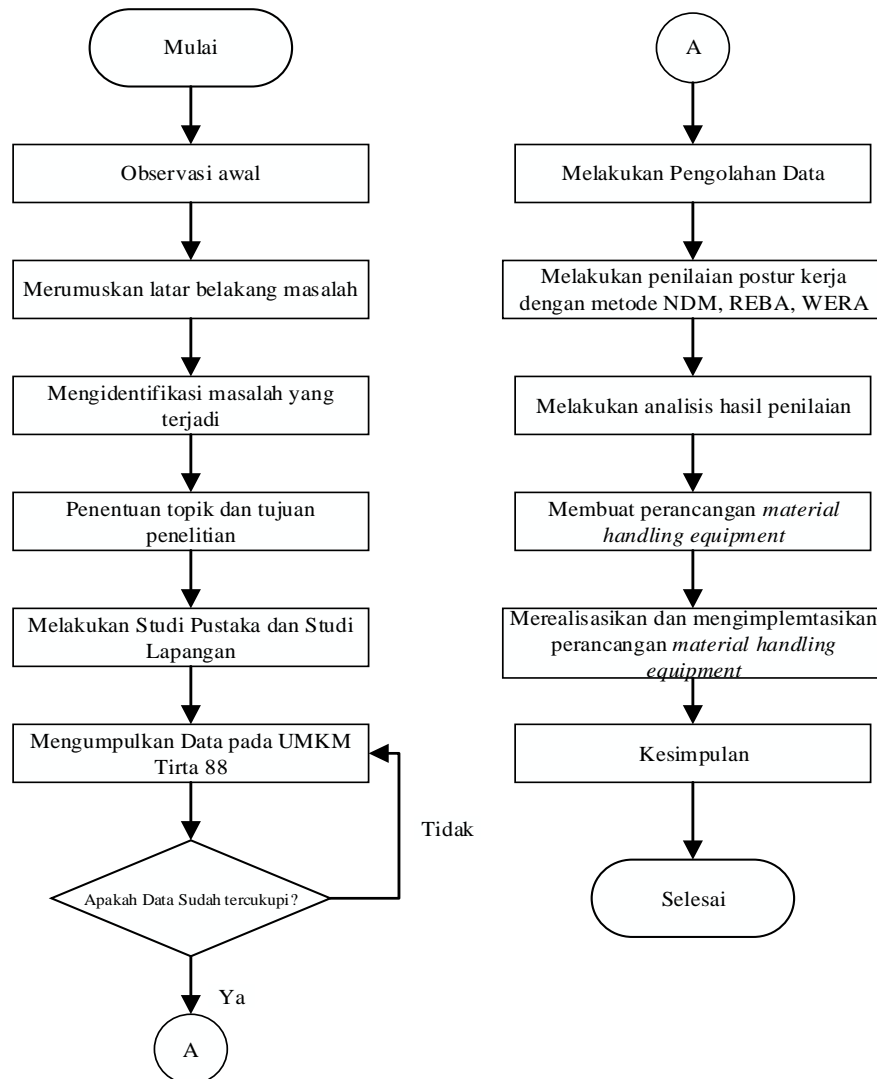 Mulai
Observasi awal
Merumuskan latar belakang masalah
Mengidentifikasi masalah yang
terjadi
Penentuan topik dan tujuan
penelitian
Melakukan Studi Pustaka dan Studi
Lapangan
Mengumpulkan Data pada UMKM
Tirta 88
Tidak
Apakah Data Sudah tercukupi?
Ya
A
A
Melakukan Pengolahan Data
Melakukan penilaian postur kerja
dengan metode NDM, REBA, WERA
Melakukan analisis hasil penilaian
Membuat perancangan material
handling equipment
Merealisasikan dan mengimplemtasikan
perancangan material handling
equipment
Kesimpulan
Selesai